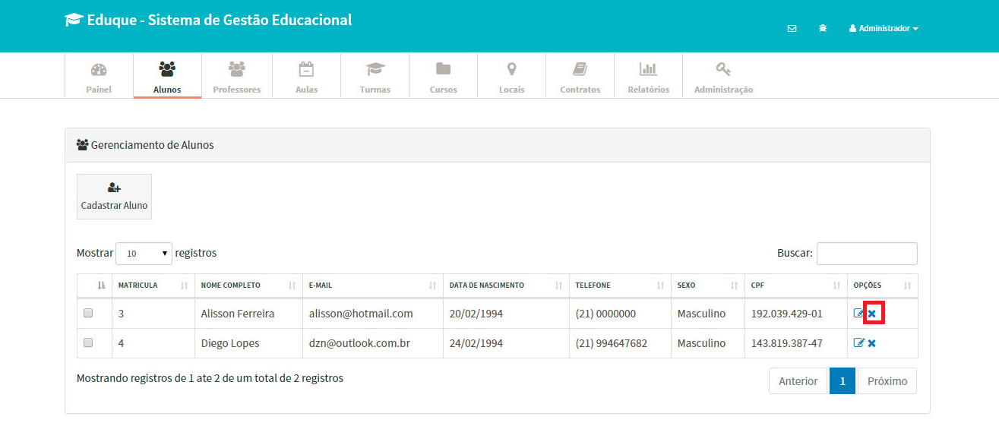 Eduque - Sistema de Gestão Educacional
Administrador
Painel Alunos Professores Aulas Turmas Cursos Locais Contratos Relatórios Administração
Gerenciamento de Alunos
Cadastrar Aluno
Mostrar 10 registros Buscar:
MATRICULA NOME COMPLETO E-MAIL DATA DE NASCIMENTO TELEFONE SEXO CPF OPÇÕES
3 Alisson Ferreira alisson@hotmail.com 20/02/1994 (21) 0000000 Masculino 192.039.429-01
4 Diego Lopes dzn@outlook.com.br 24/02/1994 (21) 994647682 Masculino 143.819.387-47
Mostrando registros de 1 ate 2 de um total de 2 registros Anterior 1 Próximo